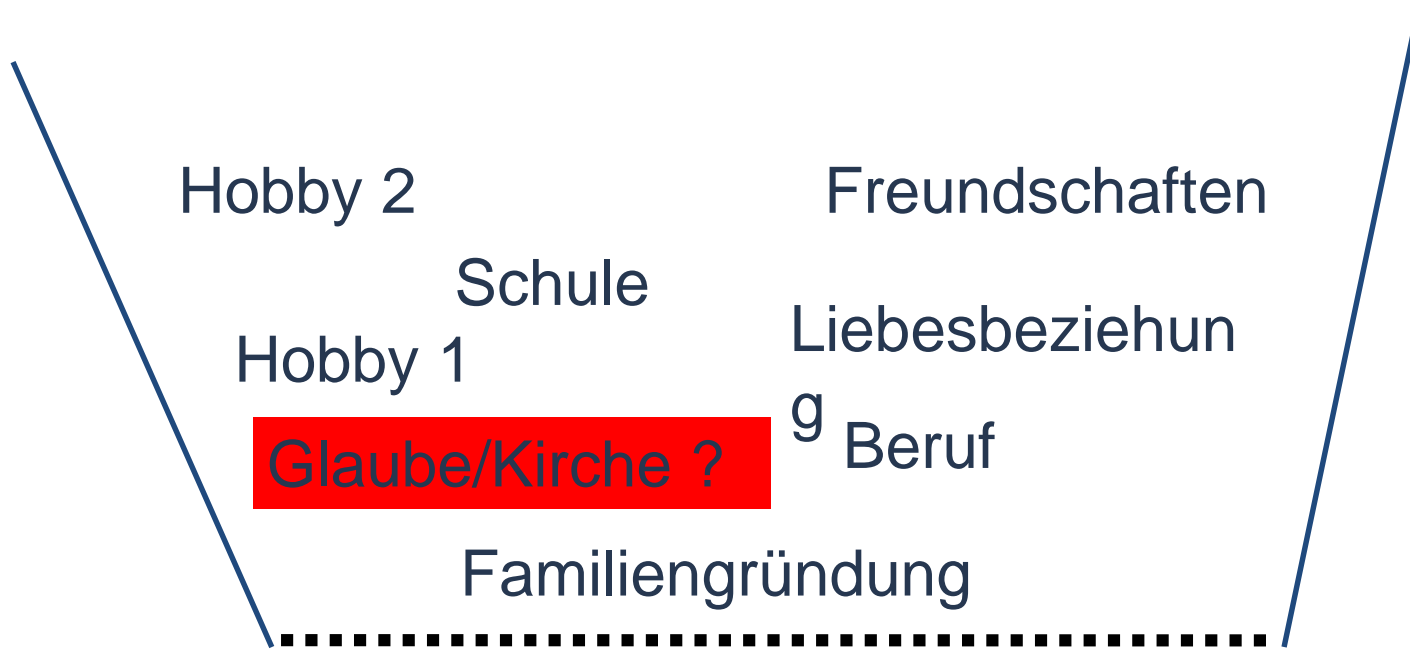 Hobby 2
Freundschaften
Schule
Liebesbeziehun
g
Hobby 1
Beruf
Glaube/Kirche ?
Familiengründung